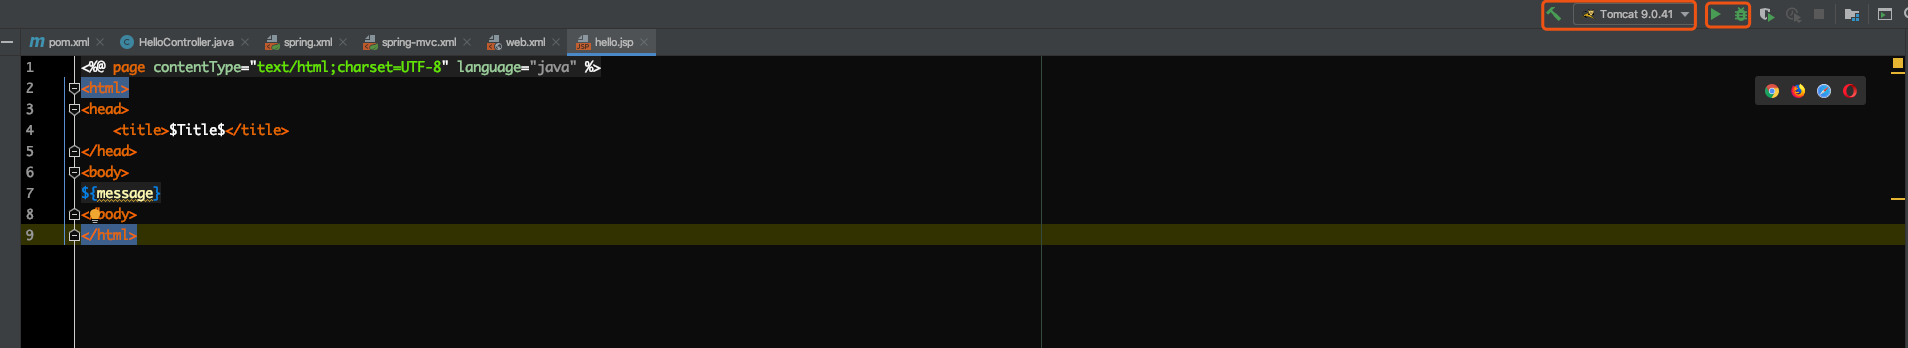 Tomcat 9.0.41
pom.xml HelloController.java spring.xml spring-mvc.xml web.xml hello.jsp
1 <%@ page contentType="text/html;charset=UTF-8" language="java" %>
2 <html>
3 <head>
4 <title>$Title$</title>
5 </head>
6 <body>
7 ${message}
8 </body>
9 </html>